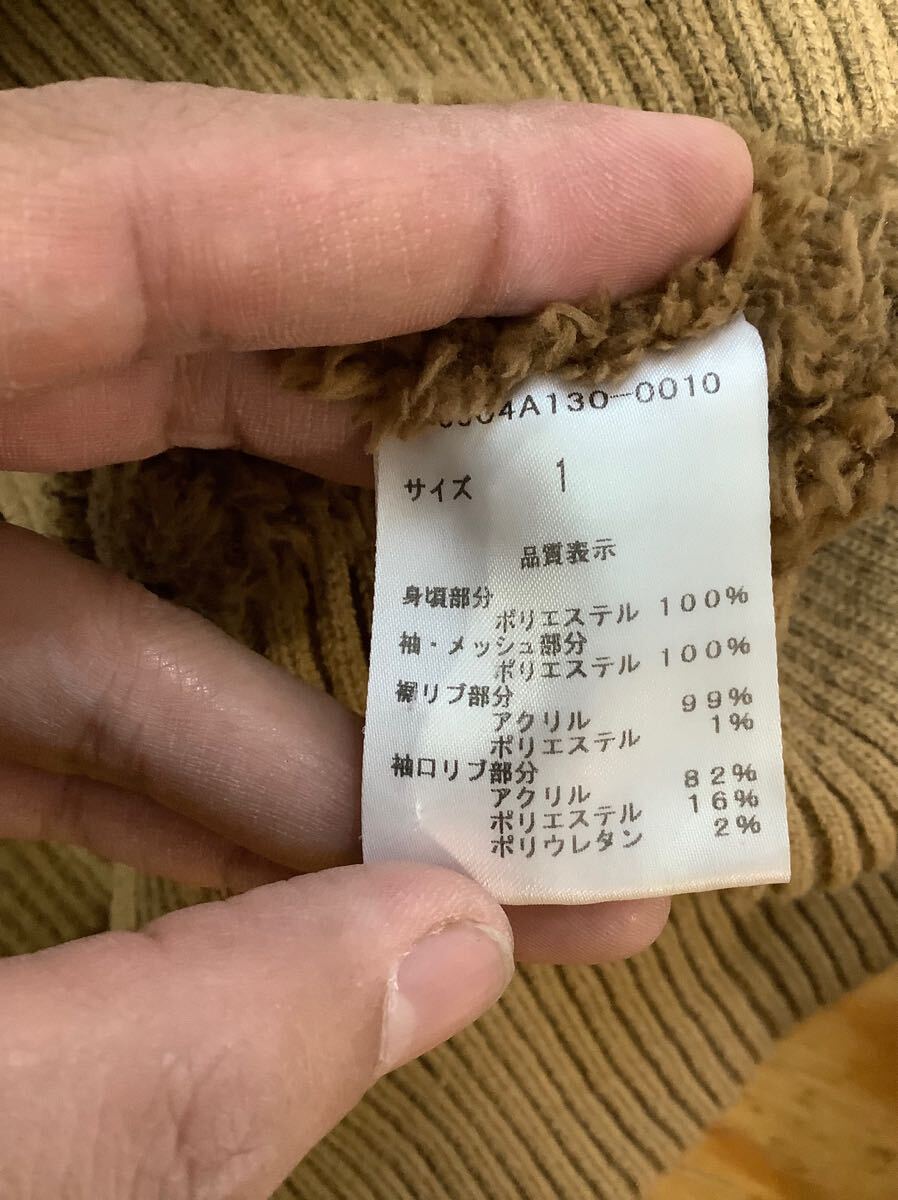 04A130-0010
サイズ 1
品質表示
身頃部分
ポリエステル 100%
袖・メッシュ部分
ポリエステル 100%
裾リブ部分
アクリル 99%
ポリエステル 1%
袖口リブ部分
アクリル 82%
ポリエステル 16%
ポリウレタン 2%